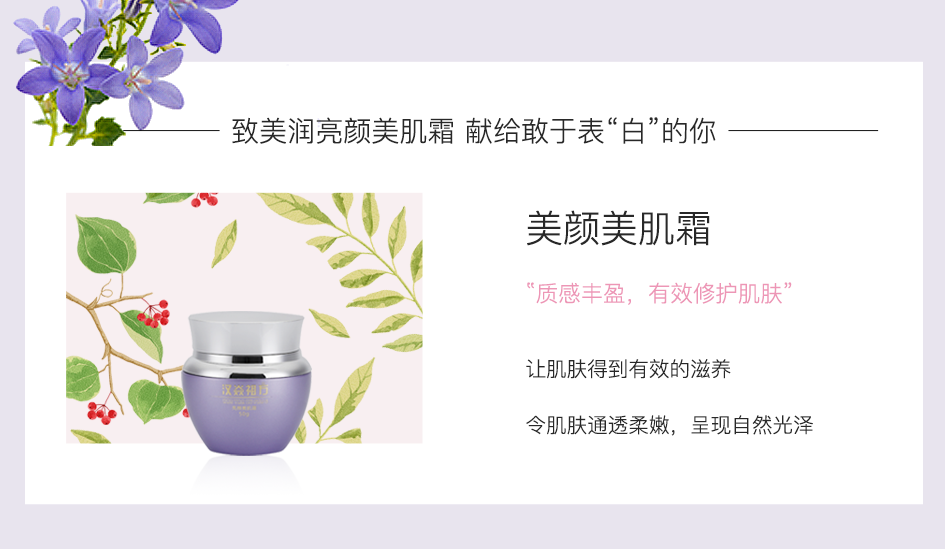 致美润亮颜美肌霜 献给敢于表“白”的你
美颜美肌霜
“质感丰盈，有效修护肌肤”
让肌肤得到有效的滋养
令肌肤通透柔嫩，呈现自然光泽